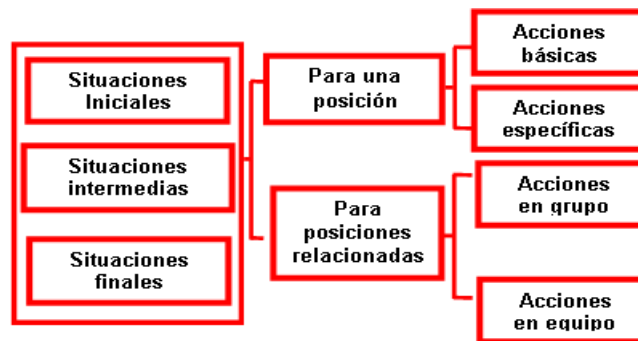 Situaciones
Iniciales
Situaciones
intermedias
Situaciones
finales
Para una
posición
Para
posiciones
relacionadas
Acciones
básicas
Acciones
específicas
Acciones
en grupo
Acciones
en equipo